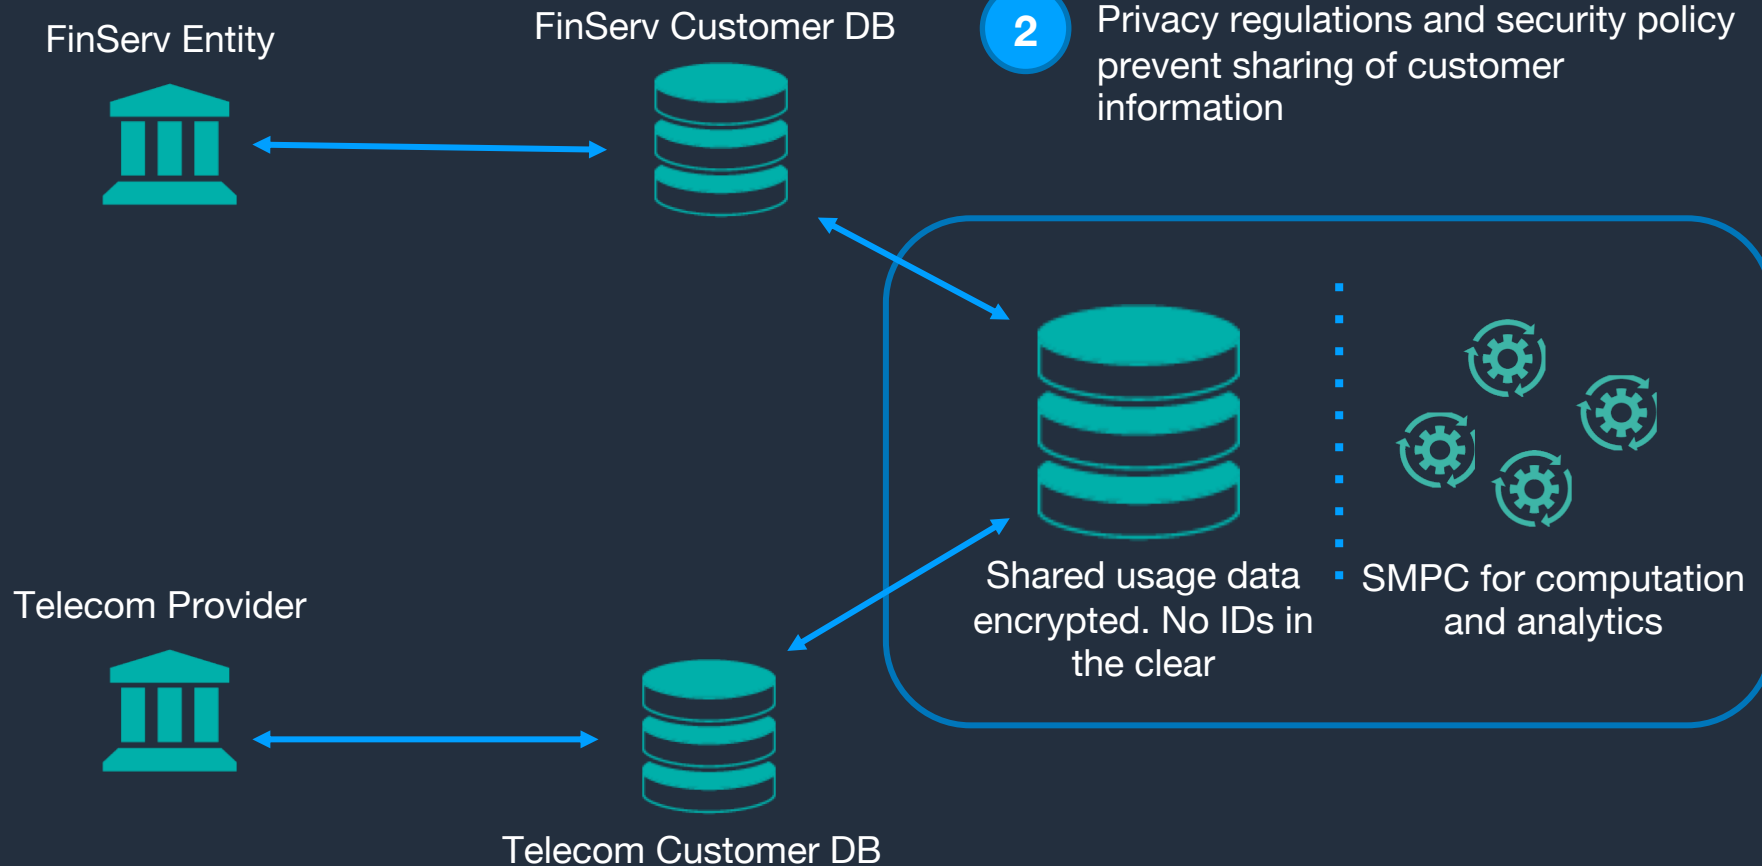 FinServ Entity
FinServ Customer DB
2
Privacy regulations and security policy
prevent sharing of customer
information
Shared usage data
encrypted. No IDs in
the clear
SMPC for computation
and analytics
Telecom Provider
Telecom Customer DB